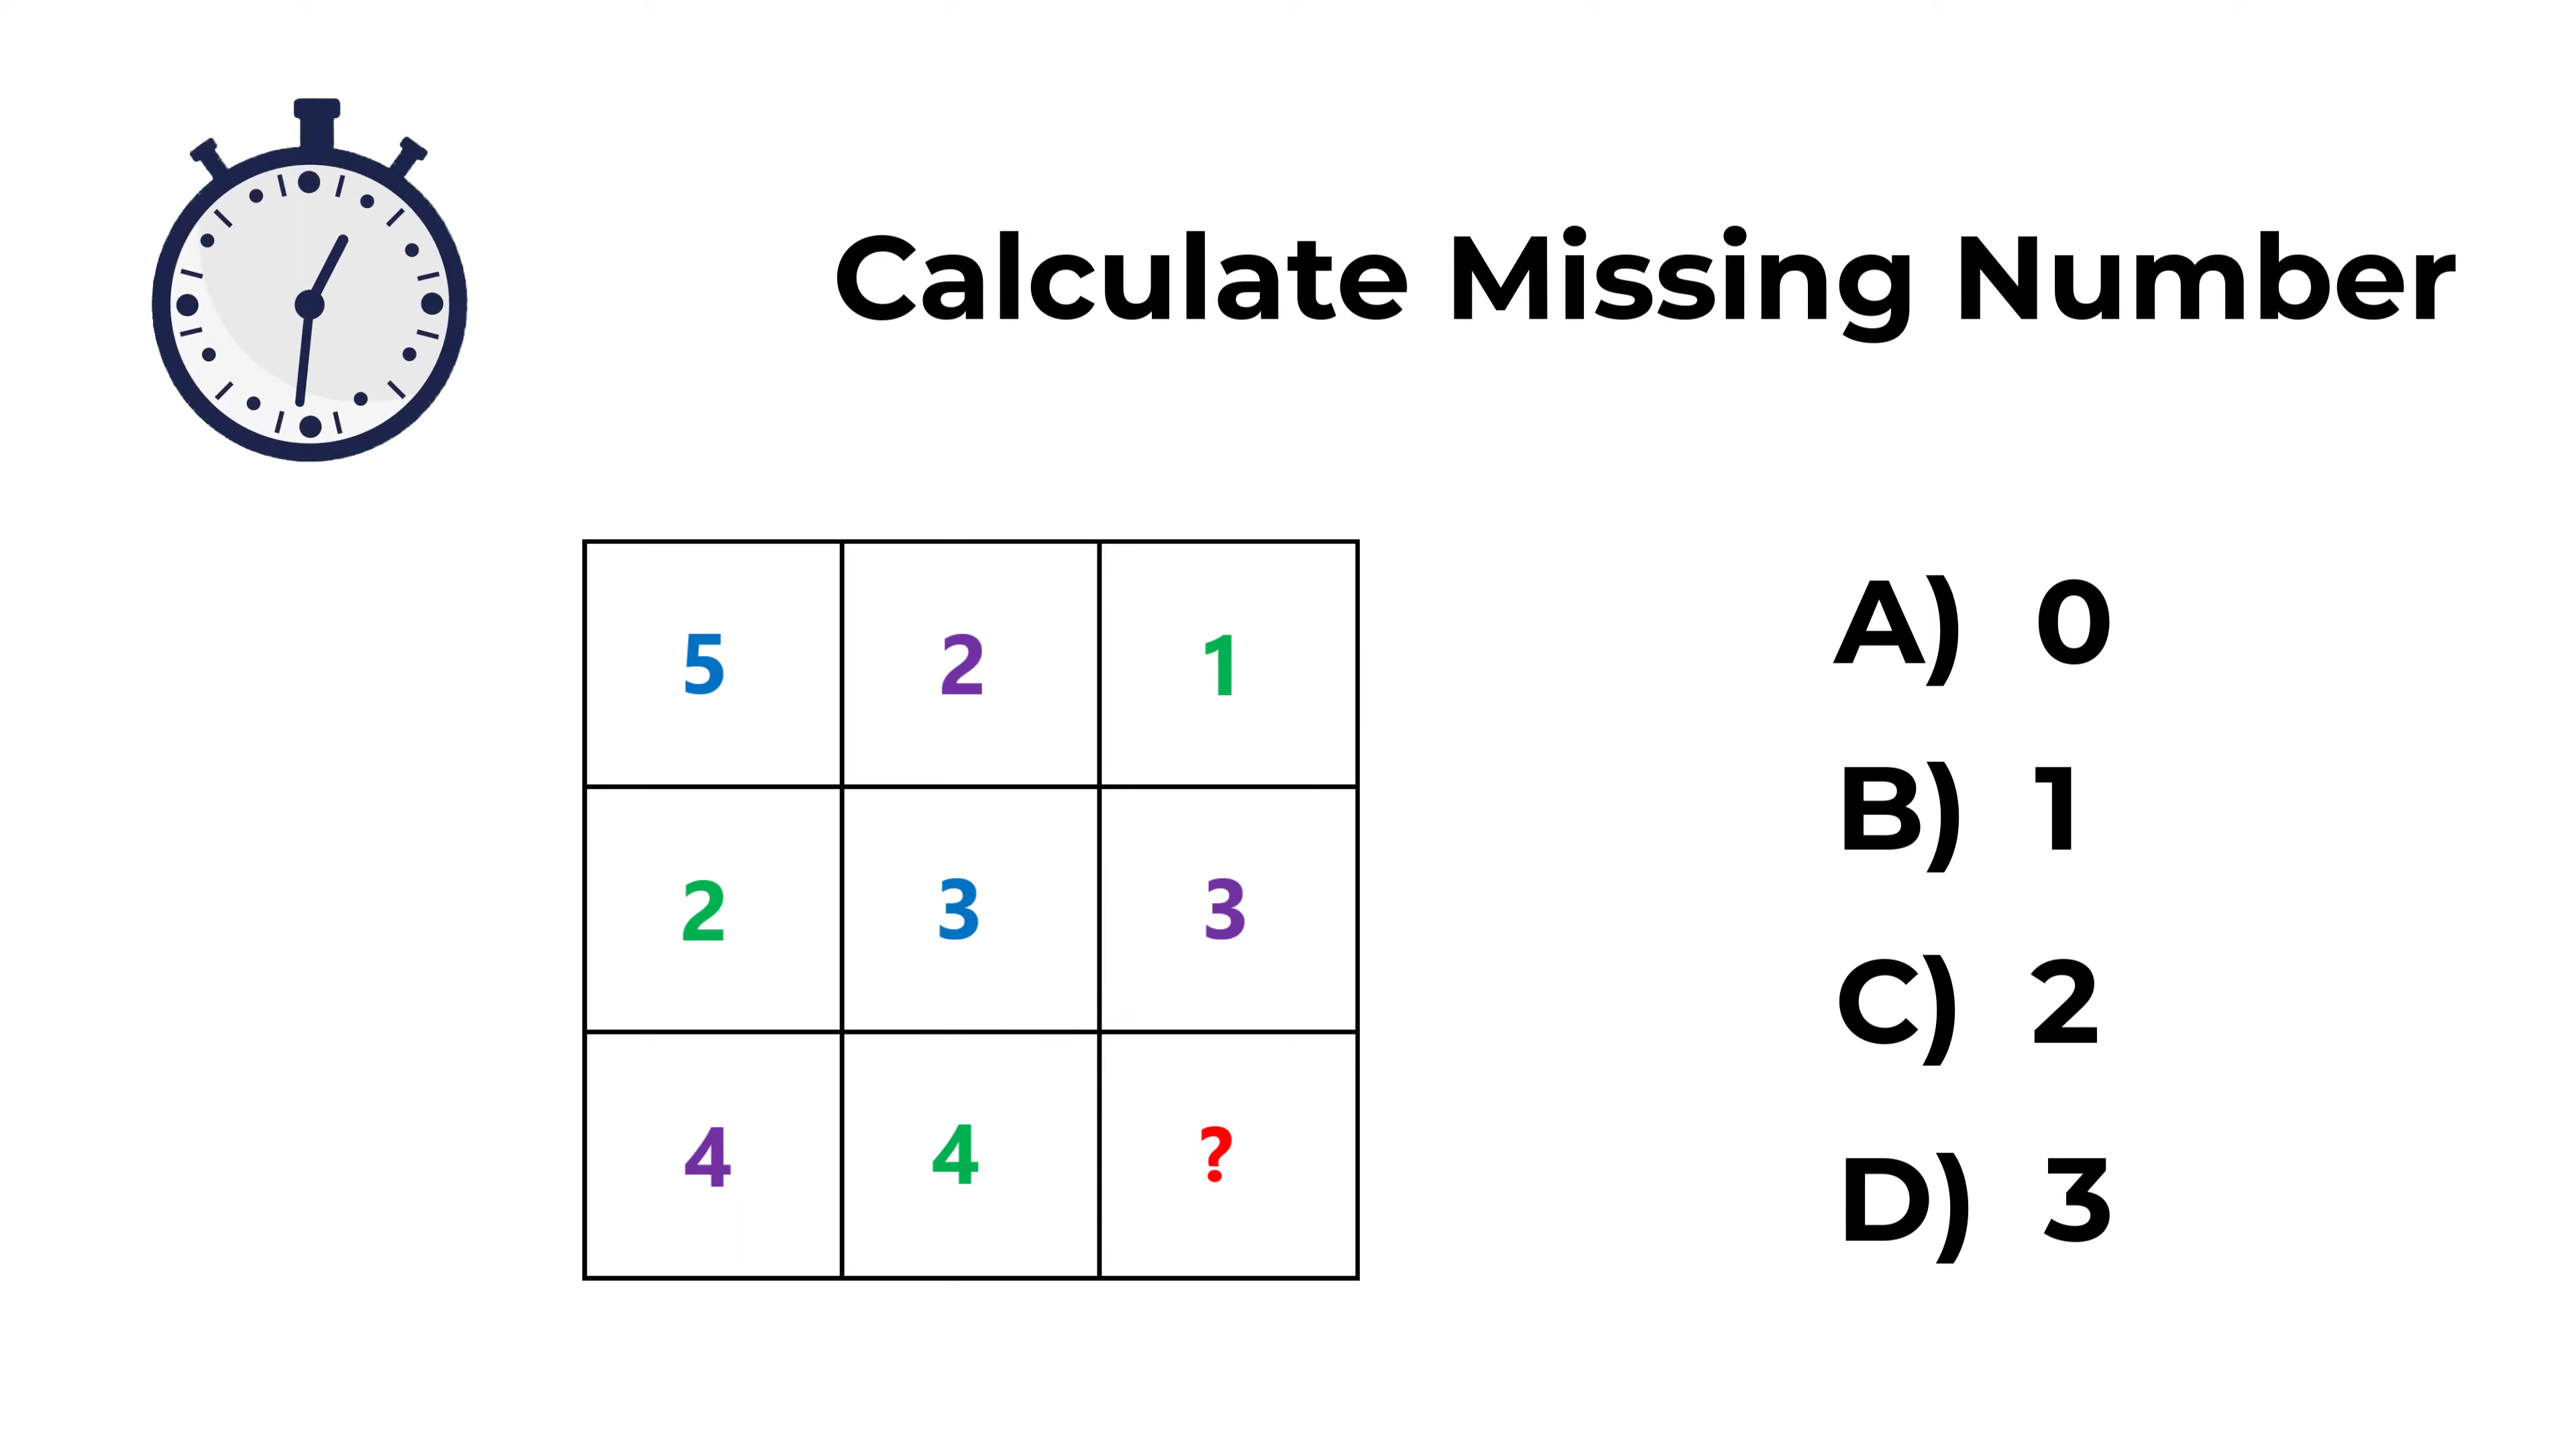 Calculate Missing Number
5 2 1
2 3 3
4 4 ?
A) 0
B) 1
C) 2
D) 3